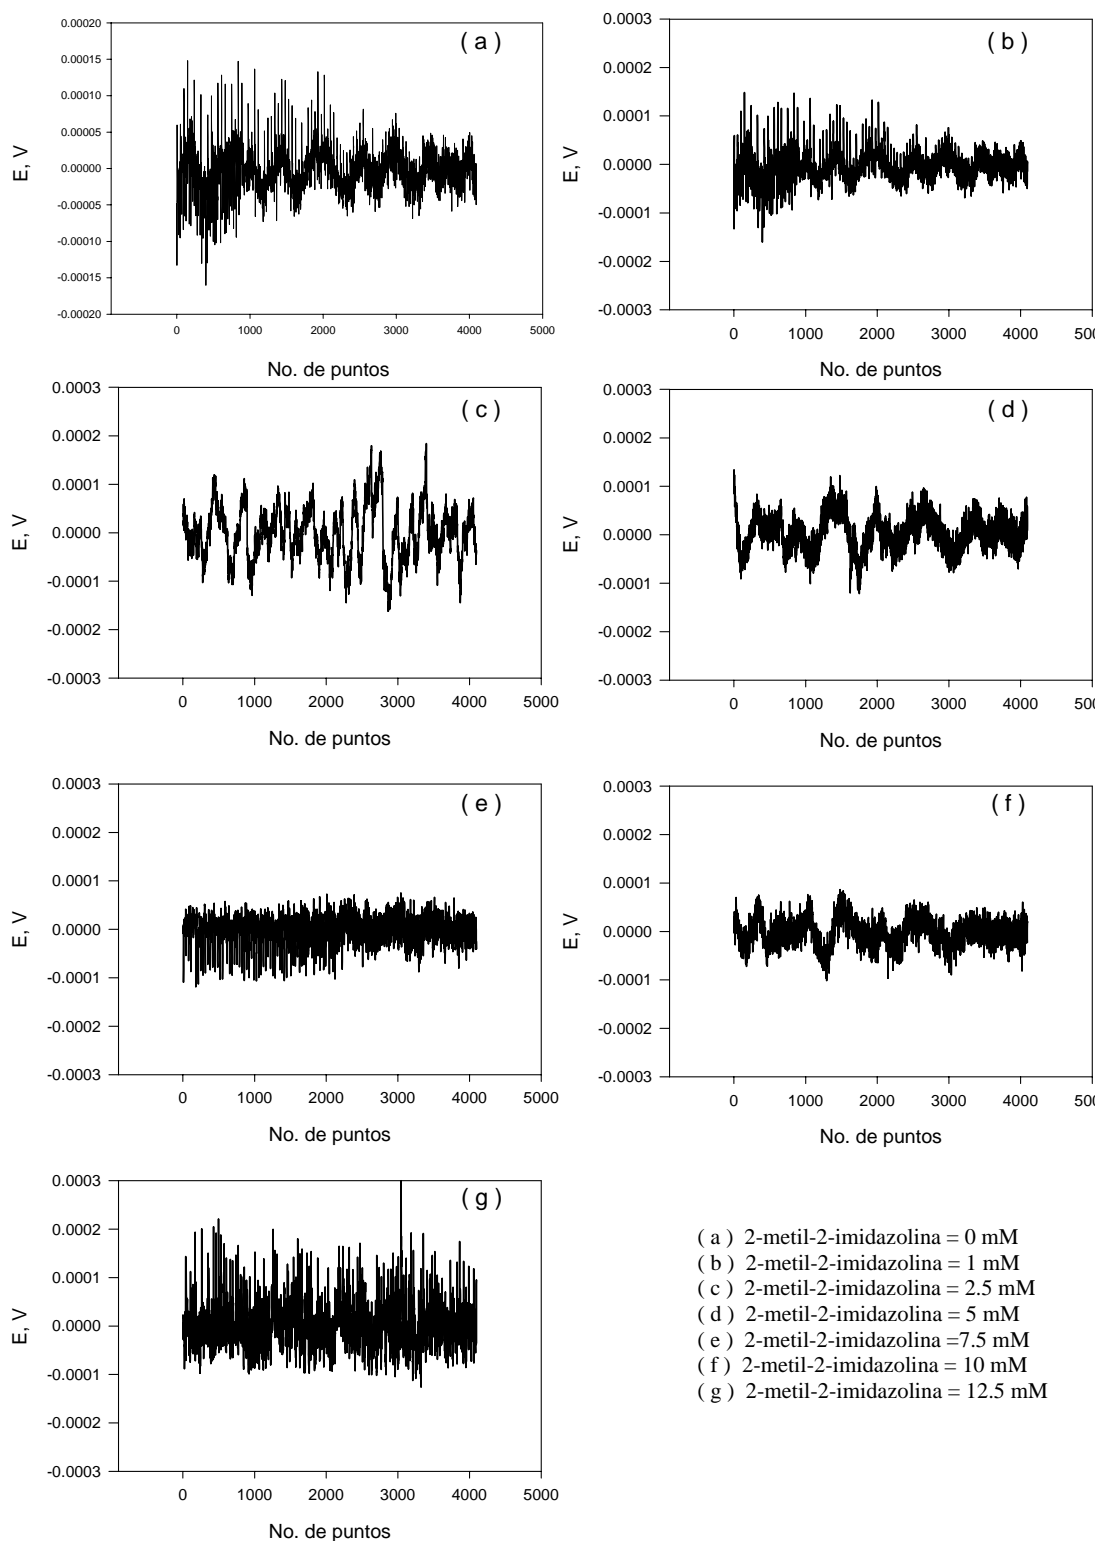 ( a )
0.00020
0.00015
0.00010
0.00005
0.00000
-0.00005
-0.00010
-0.00015
-0.00020
E, V
0 1000 2000 3000 4000 5000
No. de puntos
( b )
0.0003
0.0002
0.0001
0.0000
-0.0001
-0.0002
-0.0003
E, V
0 1000 2000 3000 4000 500
No. de puntos
( c )
0.0003
0.0002
0.0001
0.0000
-0.0001
-0.0002
-0.0003
E, V
0 1000 2000 3000 4000 5000
No. de puntos
( d )
0.0003
0.0002
0.0001
0.0000
-0.0001
-0.0002
-0.0003
E, V
0 1000 2000 3000 4000 500
No. de puntos
( e )
0.0003
0.0002
0.0001
0.0000
-0.0001
-0.0002
-0.0003
E, V
0 1000 2000 3000 4000 5000
No. de puntos
( f )
0.0003
0.0002
0.0001
0.0000
-0.0001
-0.0002
-0.0003
E, V
0 1000 2000 3000 4000 500
No. de puntos
( g )
0.0003
0.0002
0.0001
0.0000
-0.0001
-0.0002
-0.0003
E, V
0 1000 2000 3000 4000 5000
No. de puntos
( a ) 2-metil-2-imidazolina = 0 mM
( b ) 2-metil-2-imidazolina = 1 mM
( c ) 2-metil-2-imidazolina = 2.5 mM
( d ) 2-metil-2-imidazolina = 5 mM
( e ) 2-metil-2-imidazolina =7.5 mM
( f ) 2-metil-2-imidazolina = 10 mM
( g ) 2-metil-2-imidazolina = 12.5 mM